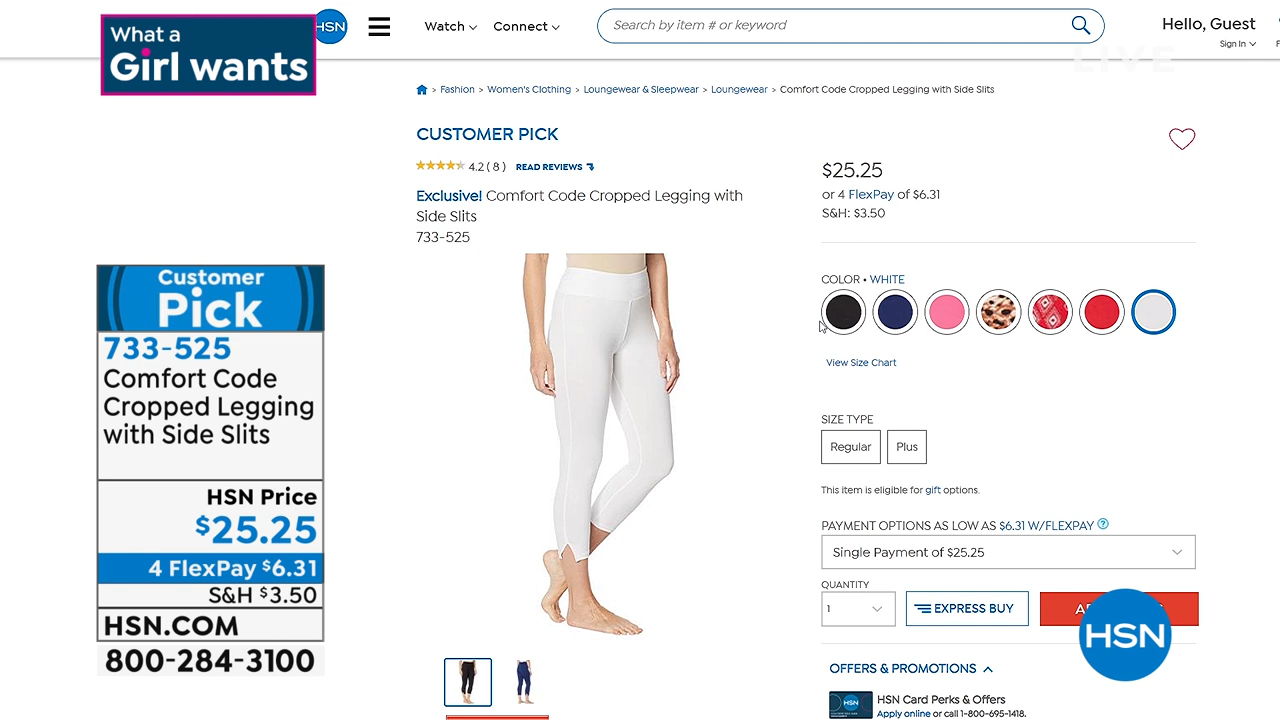 What a
Girl wants
HSN
Watch
Connect
Search by item # or keyword
Hello, Guest
Sign In
LIVE
> Fashion > Women's Clothing > Loungewear & Sleepwear > Loungewear > Comfort Code Cropped Legging with Side Slits
CUSTOMER PICK
4.2 ( 8 ) READ REVIEWS
Exclusive! Comfort Code Cropped Legging with
Side Slits
733-525
$25.25
or 4 FlexPay of $6.31
S&H: $3.50
COLOR • WHITE
View Size Chart
SIZE TYPE
Regular
Plus
This item is eligible for gift options.
PAYMENT OPTIONS AS LOW AS $6.31 W/FLEXPAY ?
Single Payment of $25.25
QUANTITY
1
EXPRESS BUY
HSN
OFFERS & PROMOTIONS
HSN
HSN Card Perks & Offers
Apply online or call 1-800-695-1418.
Customer
Pick
733-525
Comfort Code
Cropped Legging
with Side Slits
HSN Price
$25.25
4 FlexPay $6.31
S&H $3.50
HSN.COM
800-284-3100